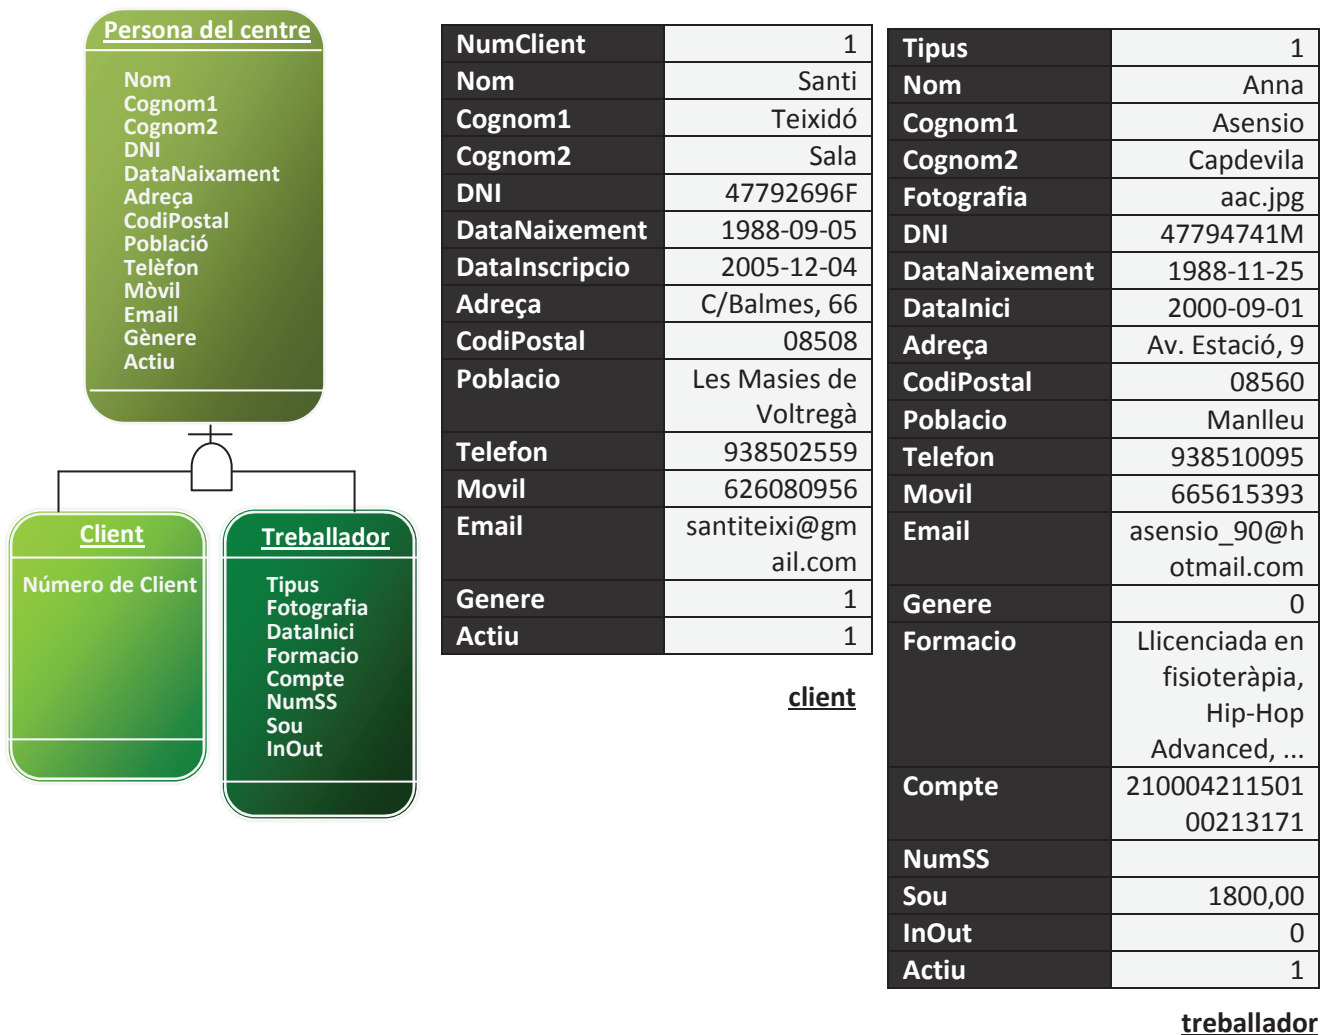 Persona del centre
Nom
Cognom1
Cognom2
DNI
DataNaixament
Adreça
CodiPostal
Població
Telèfon
Mòvil
Email
Gènere
Actiu
Client
Número de Client
Treballador
Tipus
Fotografia
DataInici
Formacio
Compte
NumSS
Sou
InOut
NumClient 1
Nom Santi
Cognom1 Teixidó
Cognom2 Sala
DNI 47792696F
DataNaixement 1988-09-05
DataInscripcio 2005-12-04
Adreça C/Balmes, 66
CodiPostal 08508
Poblacio Les Masies de
Voltregà
Telefon 938502559
Movil 626080956
Email santiteixi@gm
ail.com
Genere 1
Actiu 1
client
Tipus 1
Nom Anna
Cognom1 Asensio
Cognom2 Capdevila
Fotografia aac.jpg
DNI 47794741M
DataNaixement 1988-11-25
DataInici 2000-09-01
Adreça Av. Estació, 9
CodiPostal 08560
Poblacio Manlleu
Telefon 938510095
Movil 665615393
Email asensio_90@h
otmail.com
Genere 0
Formacio Llicenciada en
fisioteràpia,
Hip-Hop
Advanced, ...
Compte 210004211501
00213171
NumSS
Sou 1800,00
InOut 0
Actiu 1
treballador